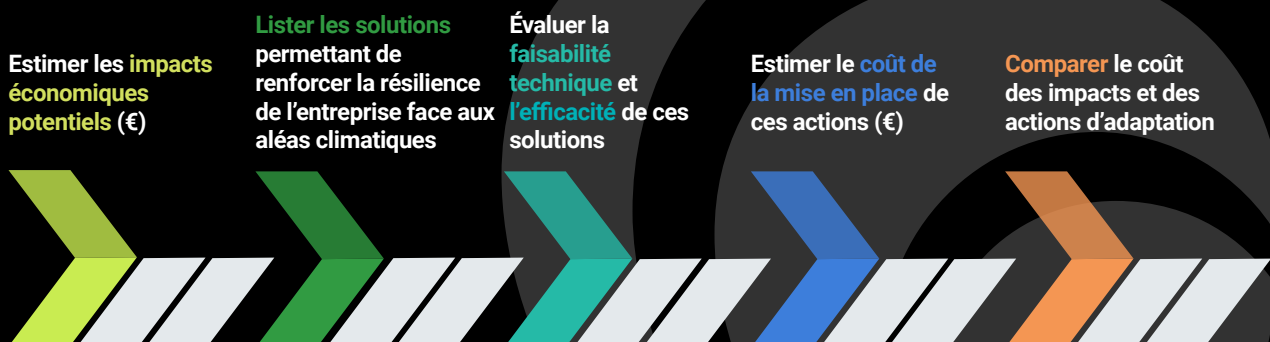 Estimer les impacts
économiques
potentiels (€)
Lister les solutions
permettant de
renforcer la résilience
de l’entreprise face aux
aléas climatiques
Évaluer la
faisabilité
technique et
l’efficacité de ces
solutions
Estimer le coût de
la mise en place de
ces actions (€)
Comparer le coût
des impacts et des
actions d’adaptation